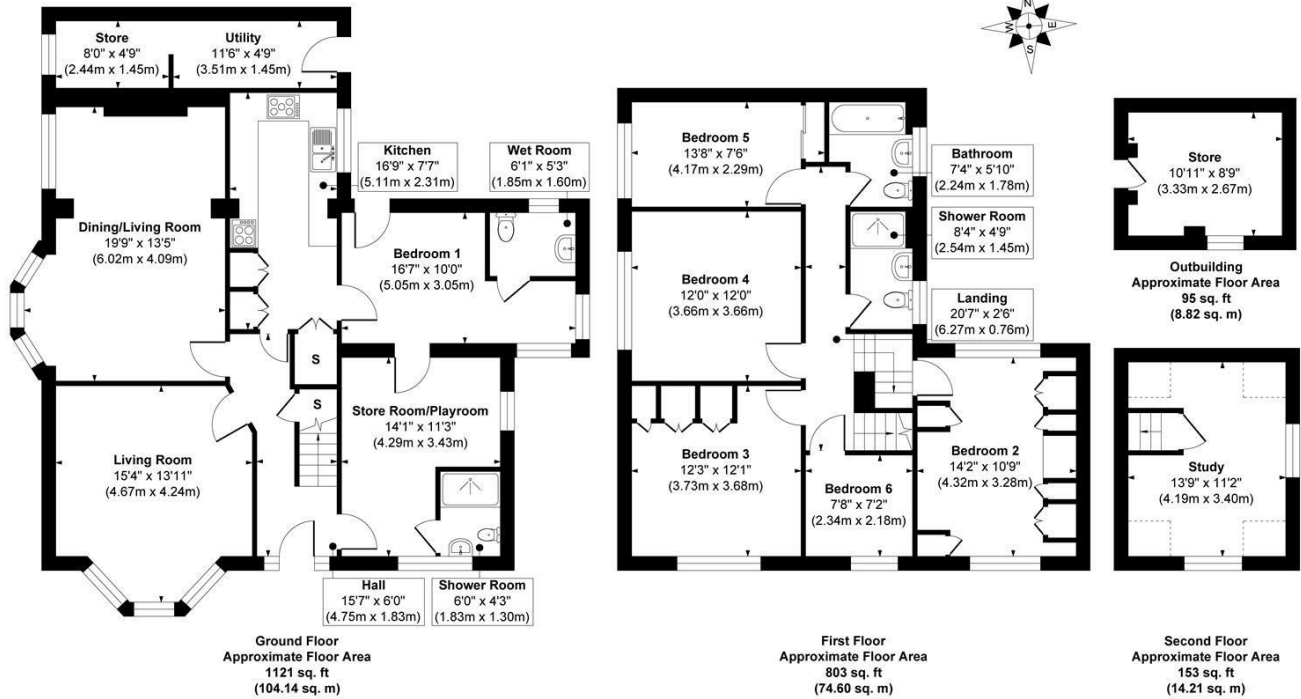 Store
8'0" x 4'9"
(2.44m x 1.45m)
Utility
11'6" x 4'9"
(3.51m x 1.45m)
Kitchen
16'9" x 7'7"
(5.11m x 2.31m)
Wet Room
6'1" x 5'3"
(1.85m x 1.60m)
Dining/Living Room
19'9" x 13'5"
(6.02m x 4.09m)
Bedroom 1
16'7" x 10'0"
(5.05m x 3.05m)
S
S
Store Room/Playroom
14'1" x 11'3"
(4.29m x 3.43m)
Living Room
15'4" x 13'11"
(4.67m x 4.24m)
Hall
15'7" x 6'0"
(4.75m x 1.83m)
Shower Room
6'0" x 4'3"
(1.83m x 1.30m)
Ground Floor
Approximate Floor Area
1121 sq. ft
(104.14 sq. m)
Bedroom 5
13'8" x 7'6"
(4.17m x 2.29m)
Bathroom
7'4" x 5'10"
(2.24m x 1.78m)
Shower Room
8'4" x 4'9"
(2.54m x 1.45m)
Bedroom 4
12'0" x 12'0"
(3.66m x 3.66m)
Landing
20'7" x 2'6"
(6.27m x 0.76m)
Bedroom 3
12'3" x 12'1"
(3.73m x 3.68m)
Bedroom 6
7'8" x 7'2"
(2.34m x 2.18m)
Bedroom 2
14'2" x 10'9"
(4.32m x 3.28m)
First Floor
Approximate Floor Area
803 sq. ft
(74.60 sq. m)
N
W
E
S
Store
10'11" x 8'9"
(3.33m x 2.67m)
Outbuilding
Approximate Floor Area
95 sq. ft
(8.82 sq. m)
Study
13'9" x 11'2"
(4.19m x 3.40m)
Second Floor
Approximate Floor Area
153 sq. ft
(14.21 sq. m)